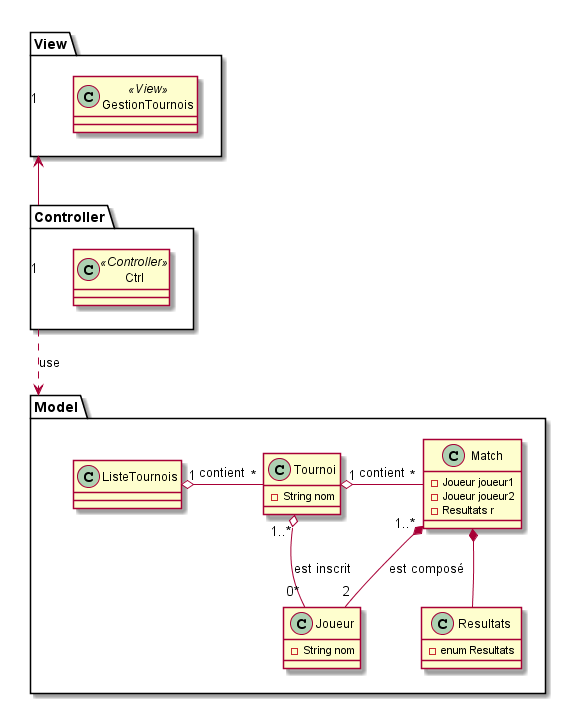 View
1
C
«View»
GestionTournois
Controller
1
C
«Controller»
Ctrl
use
Model
C ListeTournois
1 contient *
C Tournoi
String nom
1 contient *
C Match
Joueur joueur1
Joueur joueur2
Resultats r
1..*
1..*
est inscrit
est composé
0*
2
C Joueur
String nom
C Resultats
enum Resultats